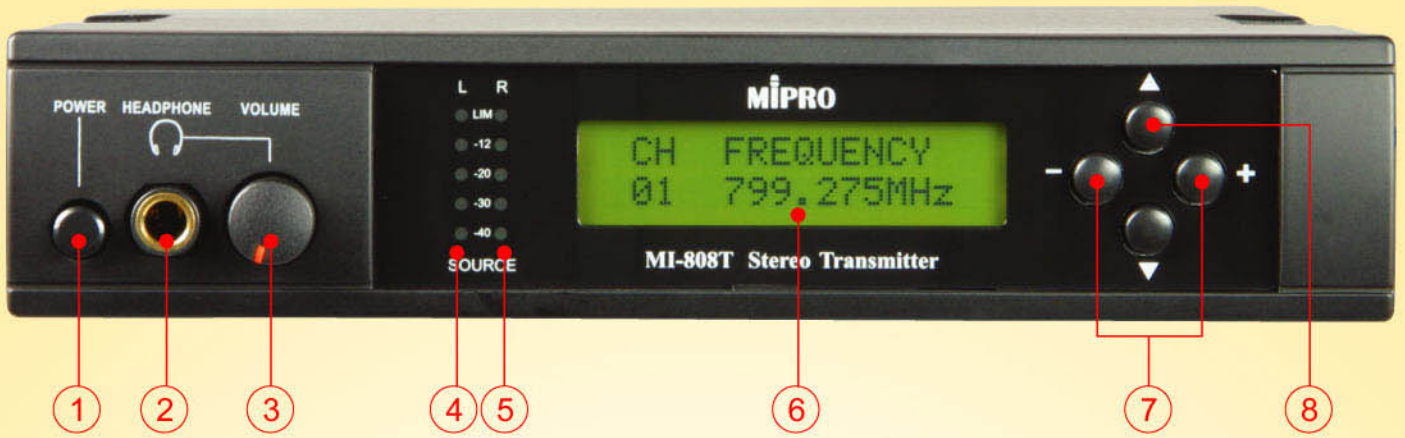 POWER HEADPHONE VOLUME
L R
LIM
-12
-20
-30
-40
SOURCE
MIPRO
CH FREQUENCY
01 799.275MHz
MI-808T Stereo Transmitter
▲
- +
▼
1 2 3 4 5 6 7 8